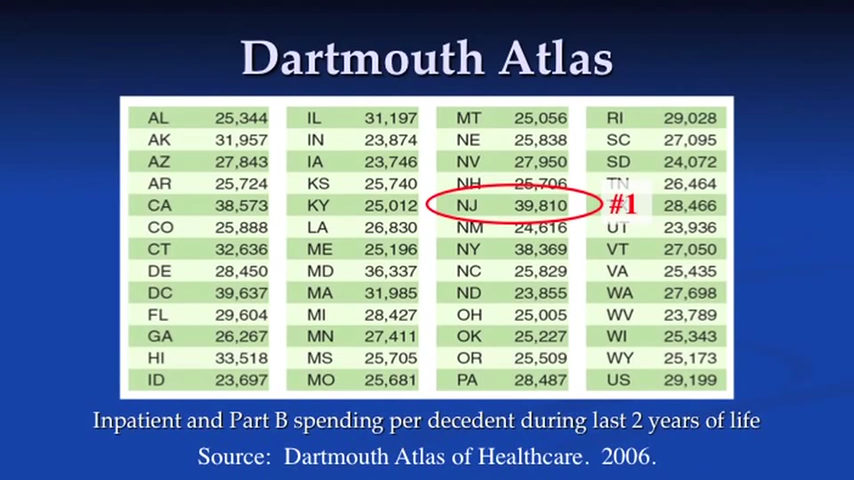 Dartmouth Atlas
AL 25,344 IL 31,197 MT 25,056 RI 29,028
AK 31,957 IN 23,874 NE 25,838 SC 27,095
AZ 27,843 IA 23,746 NV 27,950 SD 24,072
AR 25,724 KS 25,740 NH 25,706 TN 26,464
CA 38,573 KY 25,012 NJ 39,810 #1 28,466
CO 25,888 LA 26,830 NM 24,616 UT 23,936
CT 32,636 ME 25,196 NY 38,369 VT 27,050
DE 28,450 MD 36,337 NC 25,829 VA 25,435
DC 39,637 MA 31,985 ND 23,855 WA 27,698
FL 29,604 MI 28,427 OH 25,005 WV 23,789
GA 26,267 MN 27,411 OK 25,227 WI 25,343
HI 33,518 MS 25,705 OR 25,509 WY 25,173
ID 23,697 MO 25,681 PA 28,487 US 29,199
Inpatient and Part B spending per decedent during last 2 years of life
Source: Dartmouth Atlas of Healthcare. 2006.